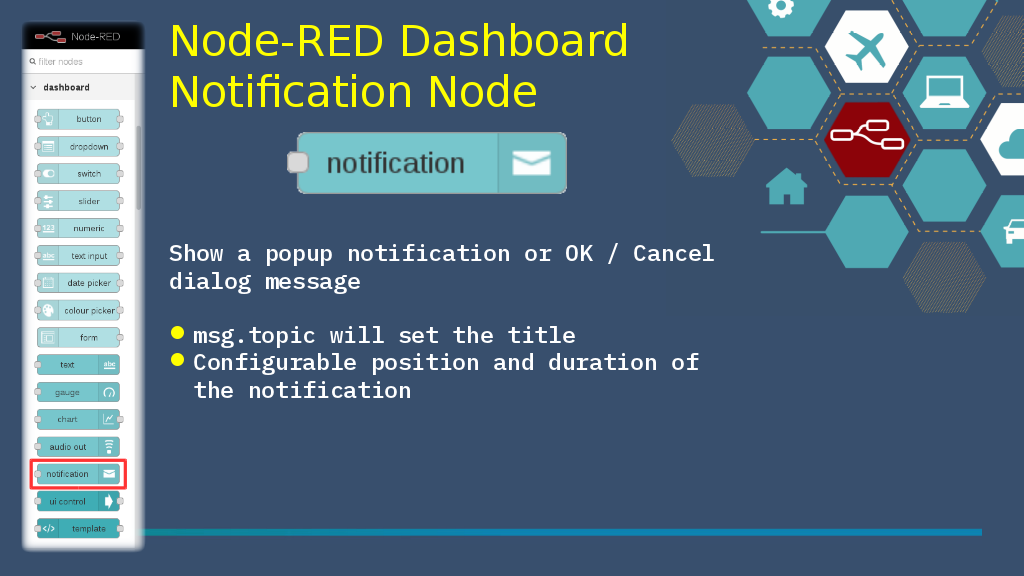 Node-RED
filter nodes
dashboard
button
dropdown
switch
slider
123 numeric
abc text input
date picker
colour picker
form
text abc
gauge
chart
audio out
notification
ui control
</> template
Node-RED Dashboard
Notification Node
notification
Show a popup notification or OK / Cancel
dialog message
● msg.topic will set the title
● Configurable position and duration of
the notification